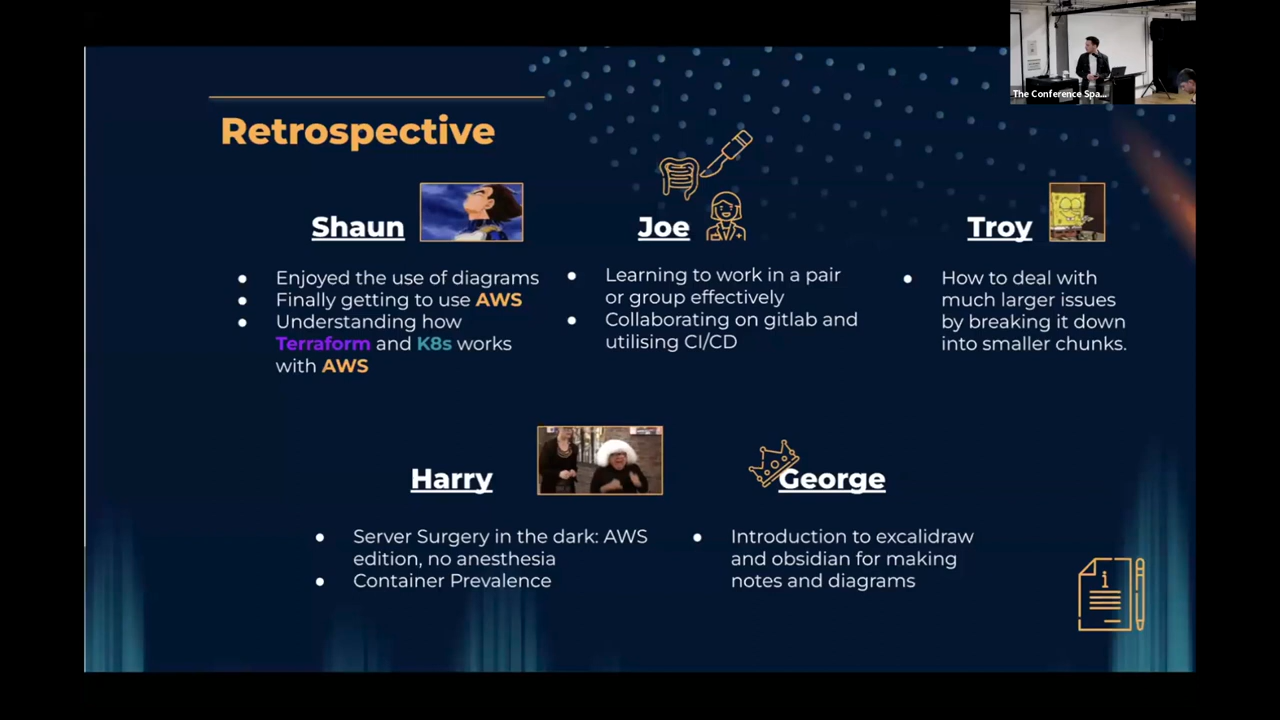 The Conference Spa...
Retrospective
Shaun
● Enjoyed the use of diagrams
● Finally getting to use AWS
● Understanding how
Terraform and K8s works
with AWS
Joe
● Learning to work in a pair
or group effectively
● Collaborating on gitlab and
utilising CI/CD
Troy
● How to deal with
much larger issues
by breaking it down
into smaller chunks.
Harry
● Server Surgery in the dark: AWS
edition, no anesthesia
● Container Prevalence
George
● Introduction to excalidraw
and obsidian for making
notes and diagrams
i